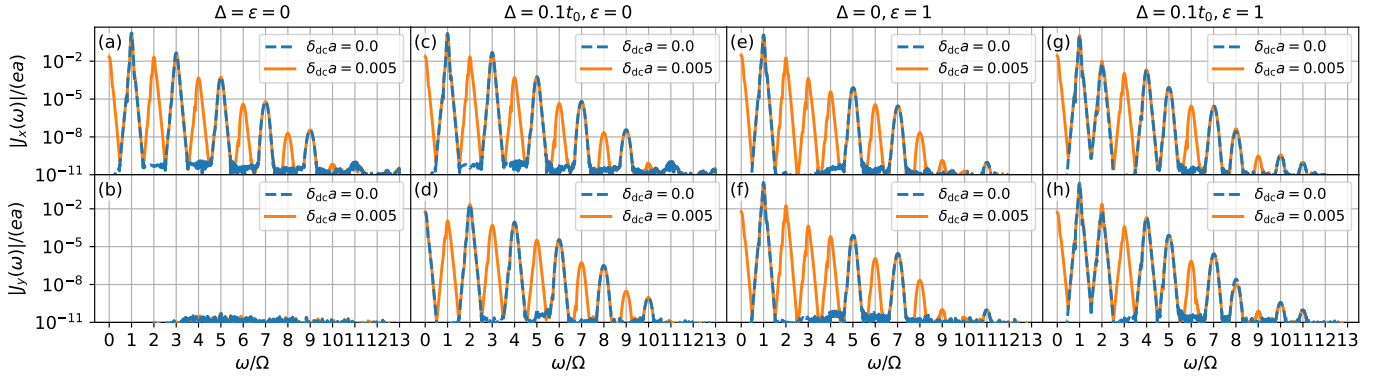 Δ = ε = 0
Δ = 0.1t₀, ε = 0
Δ = 0, ε = 1
Δ = 0.1t₀, ε = 1
|Jₓ(ω)|/(ea)
10⁻²
10⁻⁵
10⁻⁸
10⁻¹¹
(a)
δ_dc a = 0.0
δ_dc a = 0.005
(c)
δ_dc a = 0.0
δ_dc a = 0.005
(e)
δ_dc a = 0.0
δ_dc a = 0.005
(g)
δ_dc a = 0.0
δ_dc a = 0.005
|J_y(ω)|/(ea)
10⁻²
10⁻⁵
10⁻⁸
10⁻¹¹
(b)
δ_dc a = 0.0
δ_dc a = 0.005
(d)
δ_dc a = 0.0
δ_dc a = 0.005
(f)
δ_dc a = 0.0
δ_dc a = 0.005
(h)
δ_dc a = 0.0
δ_dc a = 0.005
0 1 2 3 4 5 6 7 8 9 10 11 12 13
0 1 2 3 4 5 6 7 8 9 10 11 12 13
0 1 2 3 4 5 6 7 8 9 10 11 12 13
0 1 2 3 4 5 6 7 8 9 10 11 12 13
ω/Ω
ω/Ω
ω/Ω
ω/Ω